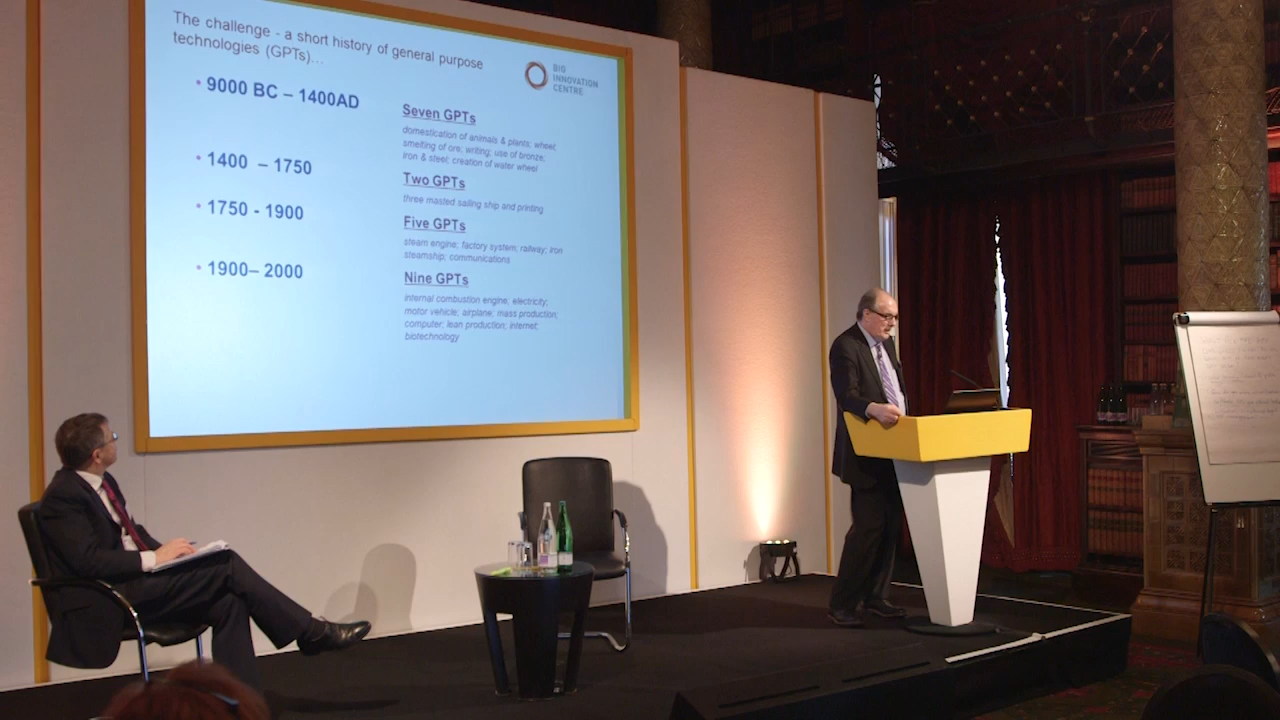 The challenge - a short history of general purpose
technologies (GPTs)…
BIG
INNOVATION
CENTRE
• 9000 BC – 1400AD
Seven GPTs
domestication of animals & plants; wheel;
smelting of ore; writing; use of bronze;
iron & steel; creation of water wheel
• 1400 – 1750
Two GPTs
three masted sailing ship and printing
• 1750 - 1900
Five GPTs
steam engine; factory system; railway; iron
steamship; communications
• 1900– 2000
Nine GPTs
internal combustion engine; electricity;
motor vehicle; airplane; mass production;
computer; lean production; internet;
biotechnology